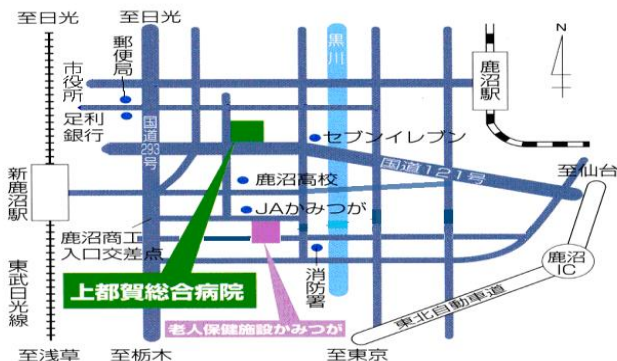 至日光
至日光
郵便局
市役所
足利
銀行
国道293号
黒川
N
鹿沼駅
セブンイレブン
国道121号
至仙台
新鹿沼駅
鹿沼高校
JAかみつが
鹿沼商工
入口交差点
消防署
鹿沼
IC
上都賀総合病院
東北自動車道
老人保健施設かみつが
東武日光線
至浅草
至栃木
至東京